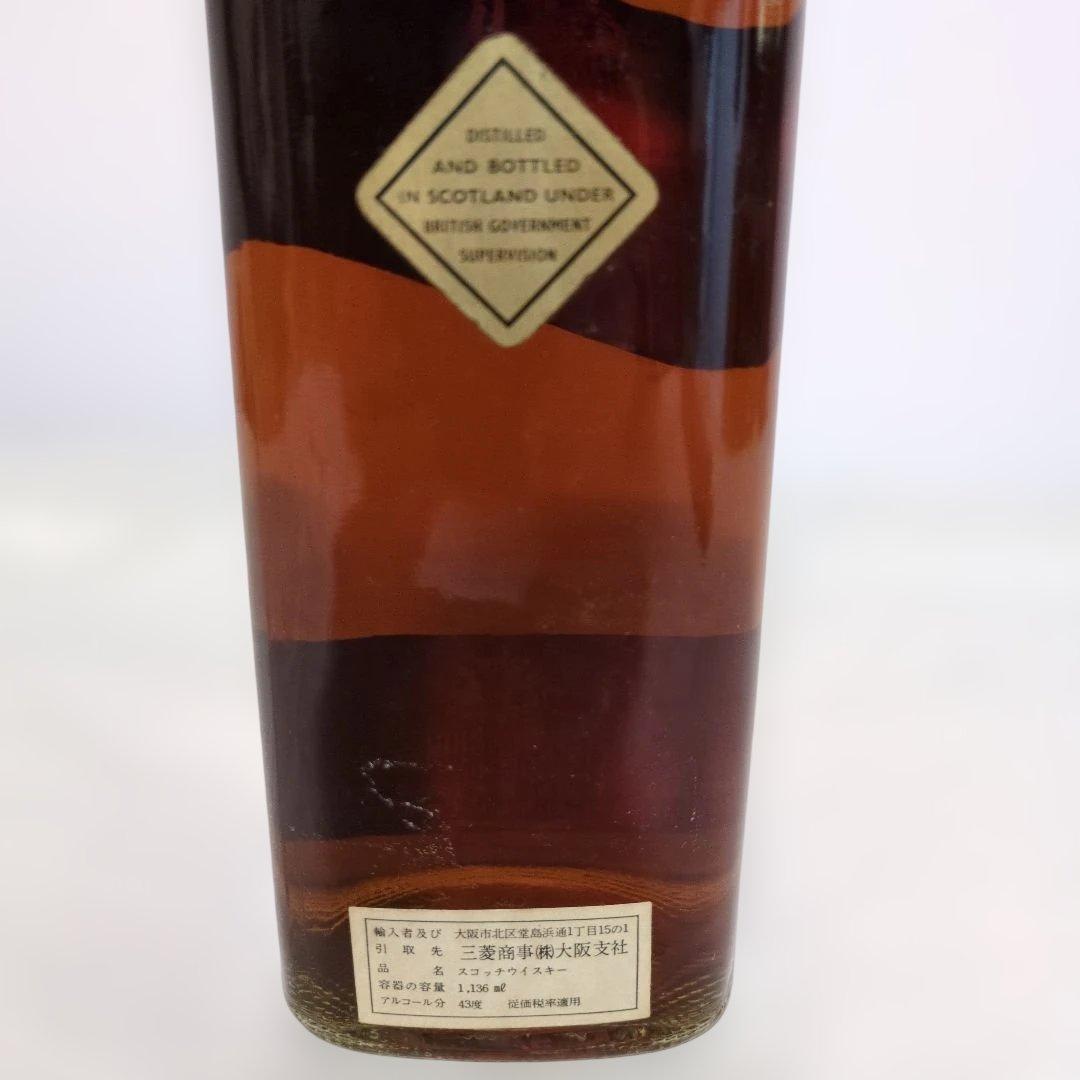 DISTILLED
AND BOTTLED
IN SCOTLAND UNDER
BRITISH GOVERNMENT
SUPERVISION
輸入者及び 大阪市北区堂島浜通1丁目15の1
引取先 三菱商事㈱大阪支社
品名 スコッチウイスキー
容器の容量 1,136 ㎖
アルコール分 43度 従価税率適用